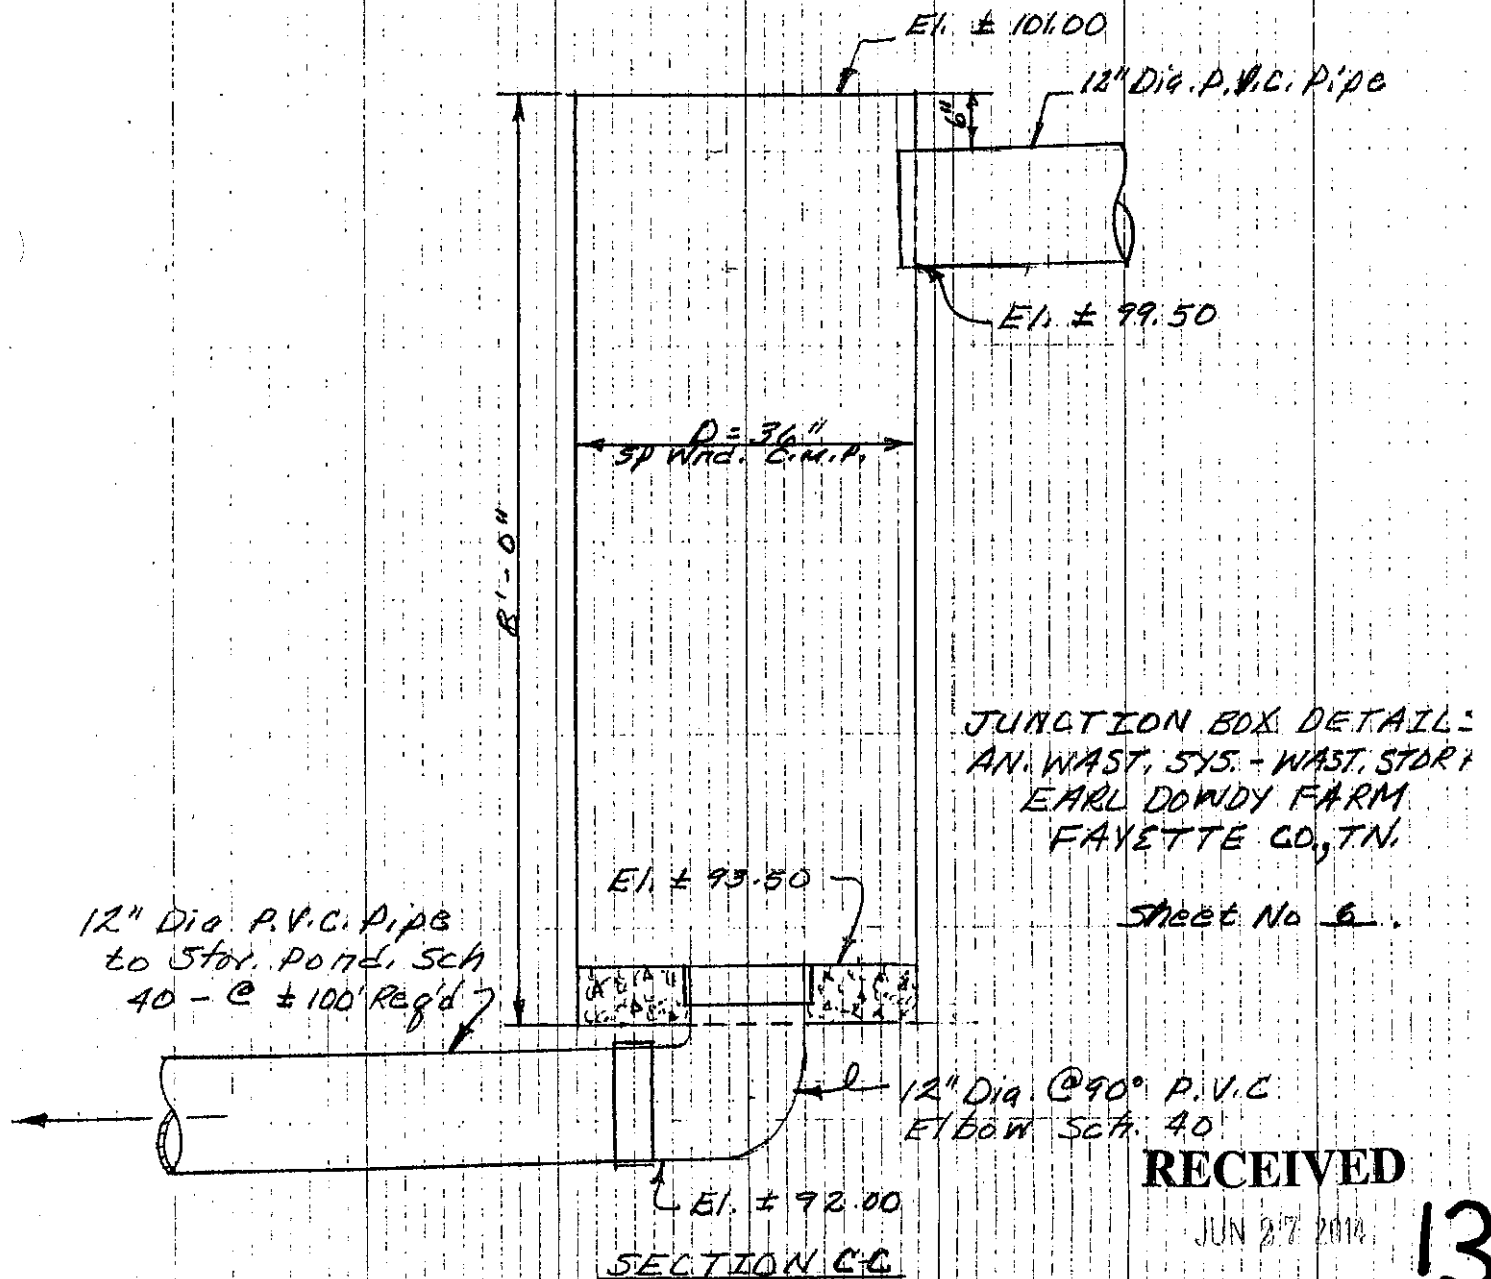 El. ± 101.00
12" Dia. P.V.C. Pipe
6"
El. ± 99.50
D = 36"
SP Wnd. C.M.P.
8' - 0"
JUNCTION BOX DETAILS
AN. WAST. SYS. - WAST. STOR
EARL DOWDY FARM
FAYETTE CO., TN.
Sheet No 6.
El. ± 93.50
12" Dia P.V.C. Pipe
to Stor. Pond. Sch
40 - @ ± 100' Req'd
12" Dia. @ 90° P.V.C
Elbow Sch. 40
El. ± 92.00
SECTION C-C
RECEIVED
JUN 27 2014
13